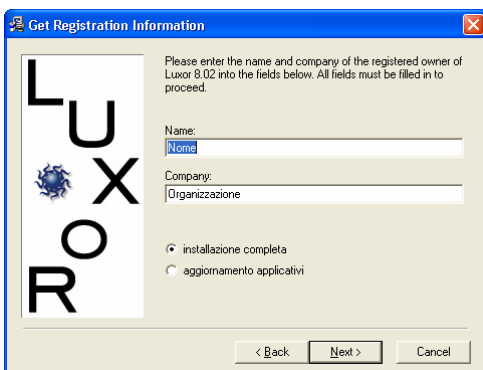 Get Registration Information
LUXOR
Please enter the name and company of the registered owner of
Luxor 8.02 into the fields below. All fields must be filled in to
proceed.
Name:
Nome
Company:
Organizzazione
installazione completa
aggiornamento applicativi
< Back
Next >
Cancel